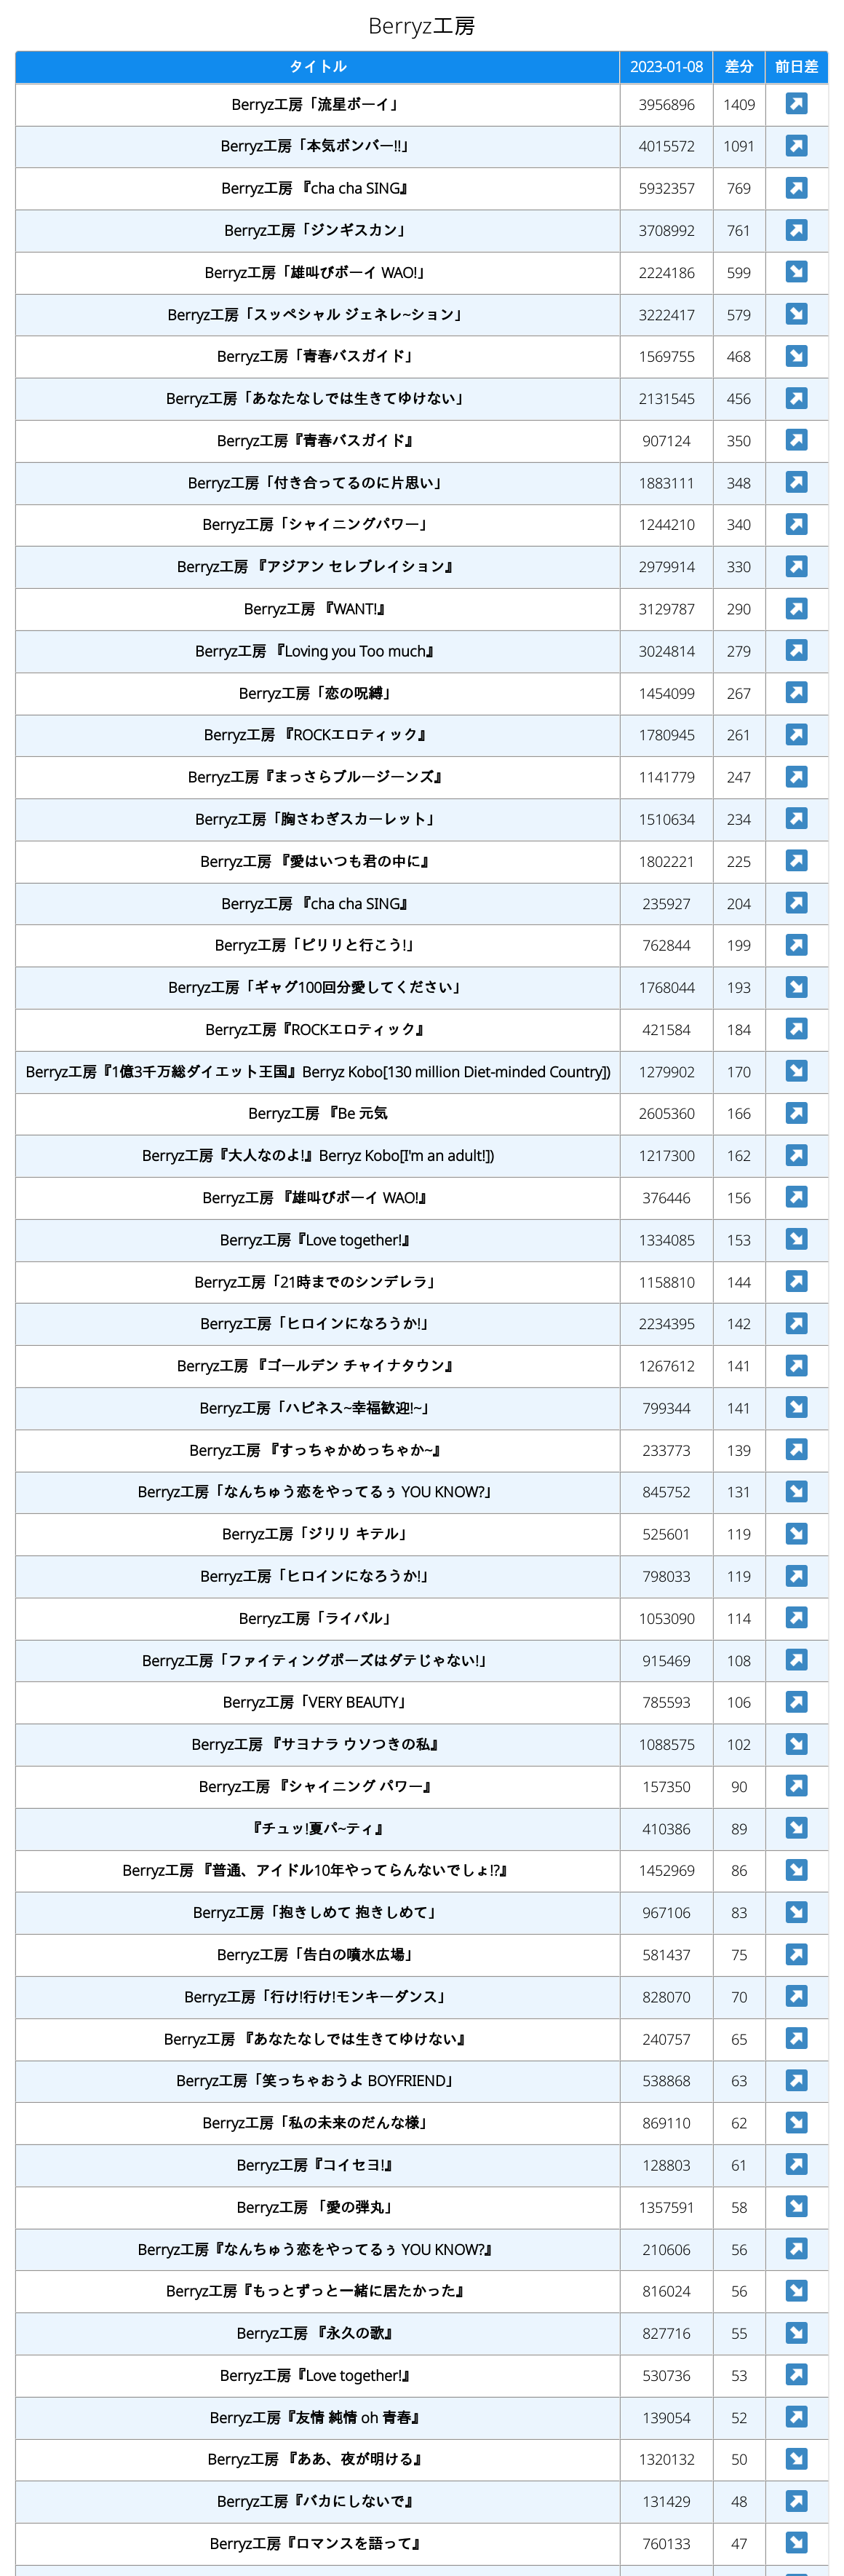 Berryz工房
タイトル 2023-01-08 差分 前日差
Berryz工房「流星ボーイ」 3956896 1409 ↗
Berryz工房「本気ボンバー!!」 4015572 1091 ↗
Berryz工房 『cha cha SING』 5932357 769 ↗
Berryz工房「ジンギスカン」 3708992 761 ↗
Berryz工房「雄叫びボーイ WAO!」 2224186 599 ↘
Berryz工房「スッペシャル ジェネレ~ション」 3222417 579 ↘
Berryz工房「青春バスガイド」 1569755 468 ↘
Berryz工房「あなたなしでは生きてゆけない」 2131545 456 ↗
Berryz工房『青春バスガイド』 907124 350 ↗
Berryz工房「付き合ってるのに片思い」 1883111 348 ↗
Berryz工房「シャイニングパワー」 1244210 340 ↗
Berryz工房 『アジアン セレブレイション』 2979914 330 ↗
Berryz工房 『WANT!』 3129787 290 ↗
Berryz工房 『Loving you Too much』 3024814 279 ↗
Berryz工房「恋の呪縛」 1454099 267 ↗
Berryz工房 『ROCKエロティック』 1780945 261 ↗
Berryz工房『まっさらブルージーンズ』 1141779 247 ↗
Berryz工房「胸さわぎスカーレット」 1510634 234 ↗
Berryz工房 『愛はいつも君の中に』 1802221 225 ↗
Berryz工房 『cha cha SING』 235927 204 ↗
Berryz工房「ピリリと行こう!」 762844 199 ↗
Berryz工房「ギャグ100回分愛してください」 1768044 193 ↘
Berryz工房『ROCKエロティック』 421584 184 ↗
Berryz工房『1億3千万総ダイエット王国』Berryz Kobo[130 million Diet-minded Country]) 1279902 170 ↘
Berryz工房 『Be 元気 2605360 166 ↗
Berryz工房『大人なのよ!』Berryz Kobo[I'm an adult!]) 1217300 162 ↗
Berryz工房 『雄叫びボーイ WAO!』 376446 156 ↗
Berryz工房『Love together!』 1334085 153 ↘
Berryz工房「21時までのシンデレラ」 1158810 144 ↗
Berryz工房「ヒロインになろうか!」 2234395 142 ↗
Berryz工房 『ゴールデン チャイナタウン』 1267612 141 ↗
Berryz工房「ハピネス~幸福歓迎!~」 799344 141 ↘
Berryz工房 『すっちゃかめっちゃか~』 233773 139 ↗
Berryz工房「なんちゅう恋をやってるぅ YOU KNOW?」 845752 131 ↘
Berryz工房「ジリリ キテル」 525601 119 ↘
Berryz工房「ヒロインになろうか!」 798033 119 ↗
Berryz工房「ライバル」 1053090 114 ↗
Berryz工房「ファイティングポーズはダテじゃない!」 915469 108 ↗
Berryz工房「VERY BEAUTY」 785593 106 ↗
Berryz工房 『サヨナラ ウソつきの私』 1088575 102 ↘
Berryz工房 『シャイニング パワー』 157350 90 ↗
『チュッ!夏パ~ティ』 410386 89 ↘
Berryz工房 『普通、アイドル10年やってらんないでしょ!?』 1452969 86 ↘
Berryz工房「抱きしめて 抱きしめて」 967106 83 ↘
Berryz工房「告白の噴水広場」 581437 75 ↗
Berryz工房「行け!行け!モンキーダンス」 828070 70 ↗
Berryz工房 『あなたなしでは生きてゆけない』 240757 65 ↗
Berryz工房「笑っちゃおうよ BOYFRIEND」 538868 63 ↗
Berryz工房「私の未来のだんな様」 869110 62 ↘
Berryz工房『コイセヨ!』 128803 61 ↗
Berryz工房 「愛の弾丸」 1357591 58 ↘
Berryz工房『なんちゅう恋をやってるぅ YOU KNOW?』 210606 56 ↗
Berryz工房『もっとずっと一緒に居たかった』 816024 56 ↘
Berryz工房 『永久の歌』 827716 55 ↘
Berryz工房『Love together!』 530736 53 ↗
Berryz工房『友情 純情 oh 青春』 139054 52 ↗
Berryz工房 『ああ、夜が明ける』 1320132 50 ↘
Berryz工房『バカにしないで』 131429 48 ↗
Berryz工房『ロマンスを語って』 760133 47 ↘